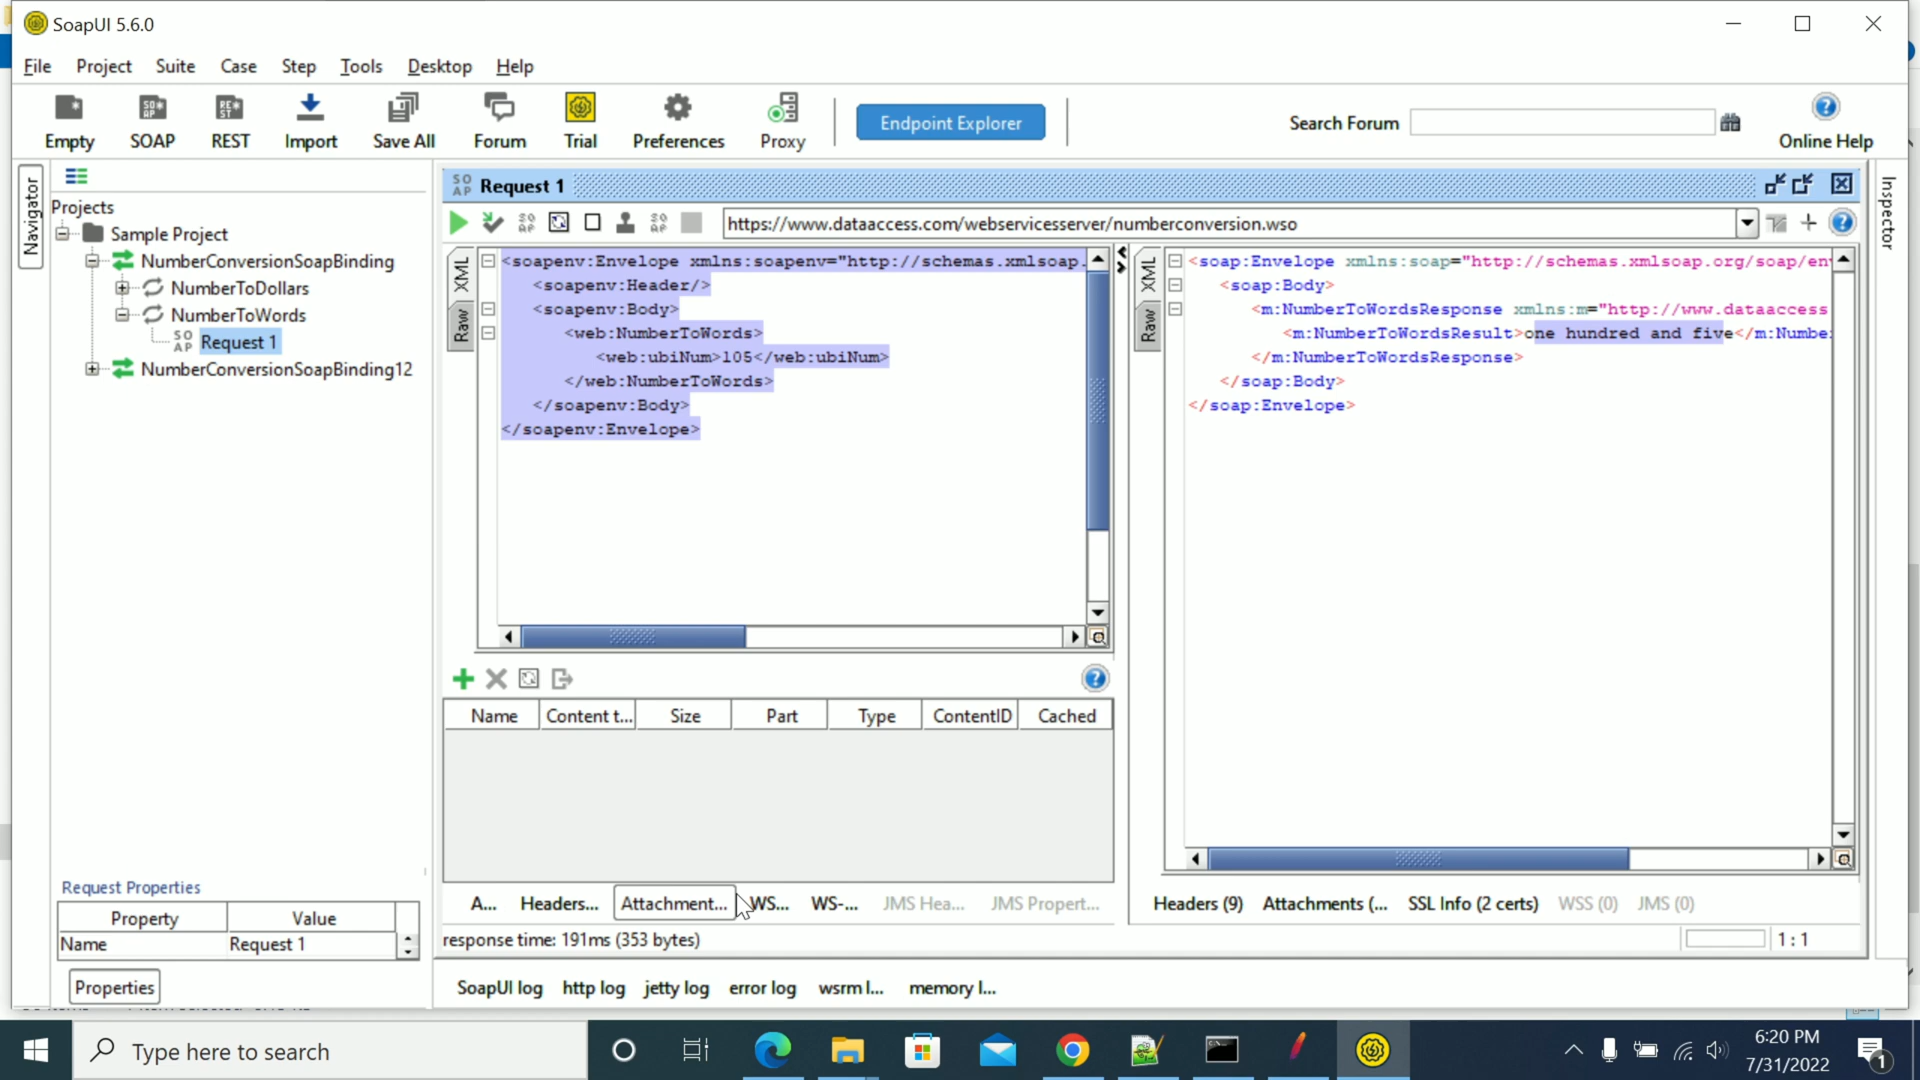 SoapUI 5.6.0
File Project Suite Case Step Tools Desktop Help
Empty SOAP REST Import Save All Forum Trial Preferences Proxy Endpoint Explorer Search Forum Online Help
Navigator
Projects
Sample Project
NumberConversionSoapBinding
NumberToDollars
NumberToWords
Request 1
NumberConversionSoapBinding12
Request Properties
Property Value
Name Request 1
Properties
Request 1
https://www.dataaccess.com/webservicesserver/numberconversion.wso
XML
Raw
<soapenv:Envelope xmlns:soapenv="http://schemas.xmlsoap.
<soapenv:Header/>
<soapenv:Body>
<web:NumberToWords>
<web:ubiNum>105</web:ubiNum>
</web:NumberToWords>
</soapenv:Body>
</soapenv:Envelope>
Name Content t... Size Part Type ContentID Cached
A... Headers... Attachment... WS... WS-... JMS Hea... JMS Propert...
response time: 191ms (353 bytes)
XML
Raw
<soap:Envelope xmlns:soap="http://schemas.xmlsoap.org/soap/en
<soap:Body>
<m:NumberToWordsResponse xmlns:m="http://www.dataaccess
<m:NumberToWordsResult>one hundred and five</m:Number
</m:NumberToWordsResponse>
</soap:Body>
</soap:Envelope>
Headers (9) Attachments (... SSL Info (2 certs) WSS (0) JMS (0)
1 : 1
Inspector
SoapUI log http log jetty log error log wsrm l... memory l...
Type here to search
6:20 PM
7/31/2022
1